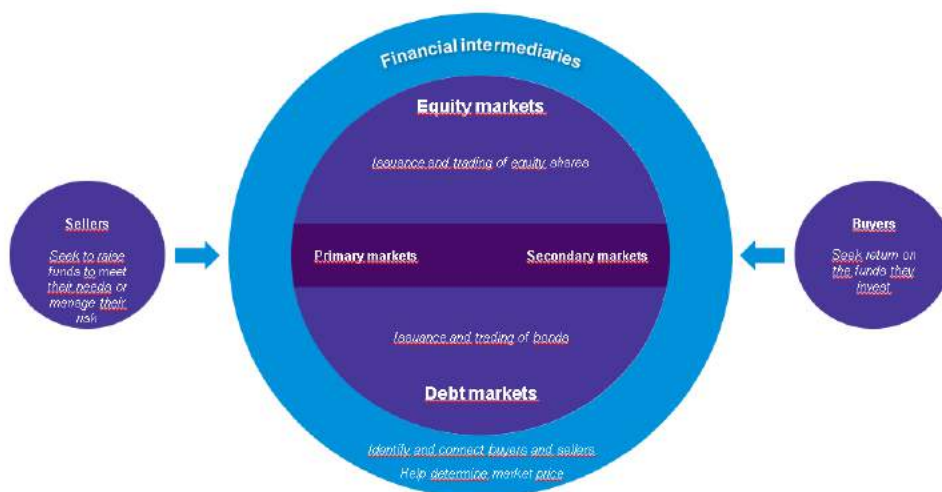 Financial intermediaries
Equity markets
Issuance and trading of equity shares
Sellers
Seek to raise
funds to meet
their needs or
manage their
risk
Primary markets
Secondary markets
Buyers
Seek return on
the funds they
invest
Issuance and trading of bonds
Debt markets
Identify and connect buyers and sellers
Help determine market price